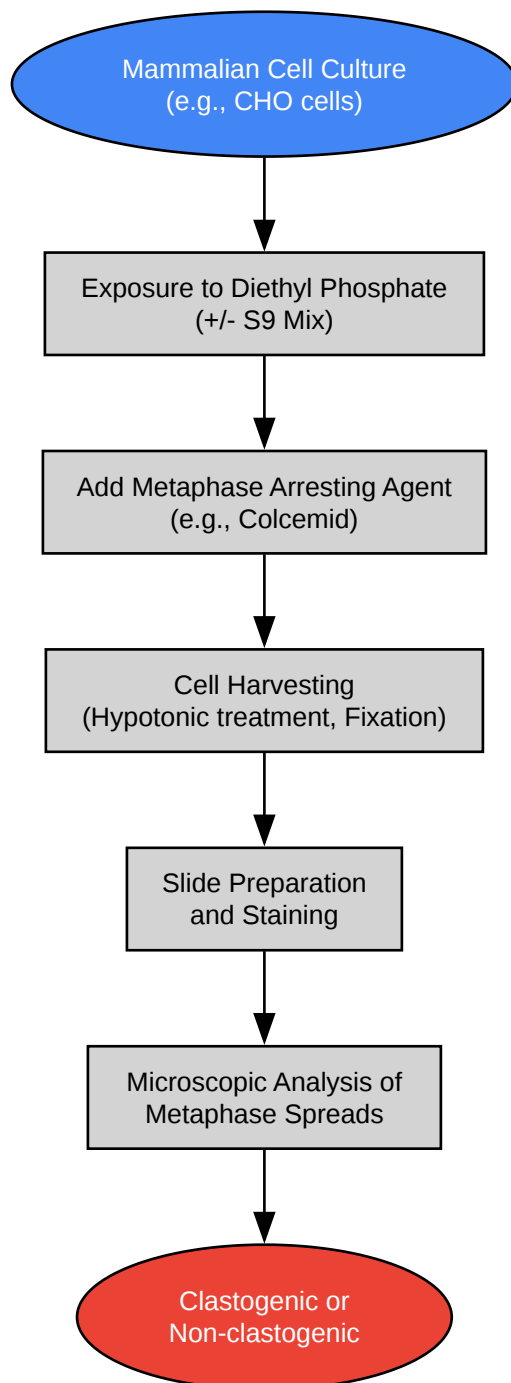 Mammalian Cell Culture
(e.g., CHO cells)
Exposure to Diethyl Phosphate
(+/- S9 Mix)
Add Metaphase Arresting Agent
(e.g., Colcemid)
Cell Harvesting
(Hypotonic treatment, Fixation)
Slide Preparation
and Staining
Microscopic Analysis of
Metaphase Spreads
Clastogenic or
Non-clastogenic